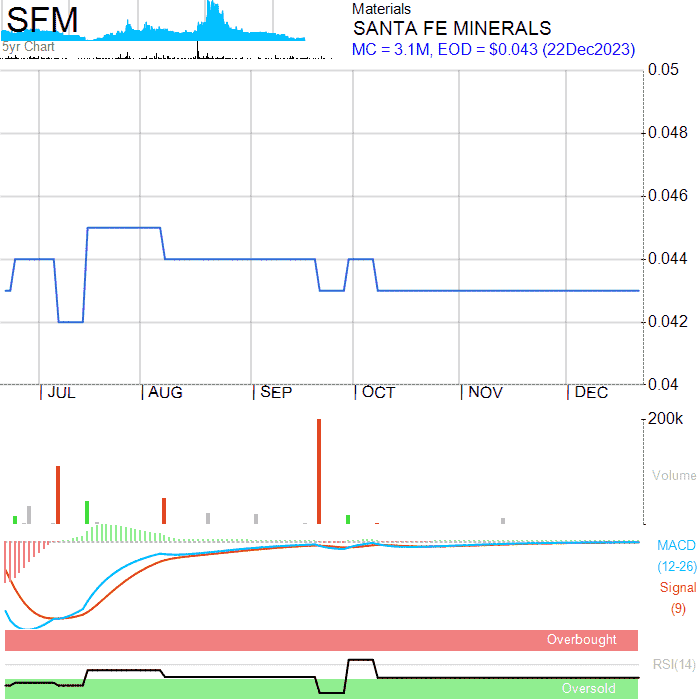 SFM
5yr Chart
Materials
SANTA FE MINERALS
MC = 3.1M, EOD = $0.043 (22Dec2023)
0.05
0.048
0.046
0.044
0.042
0.04
JUL AUG SEP OCT NOV DEC
200k
Volume
MACD
(12-26)
Signal
(9)
Overbought
RSI(14)
Oversold